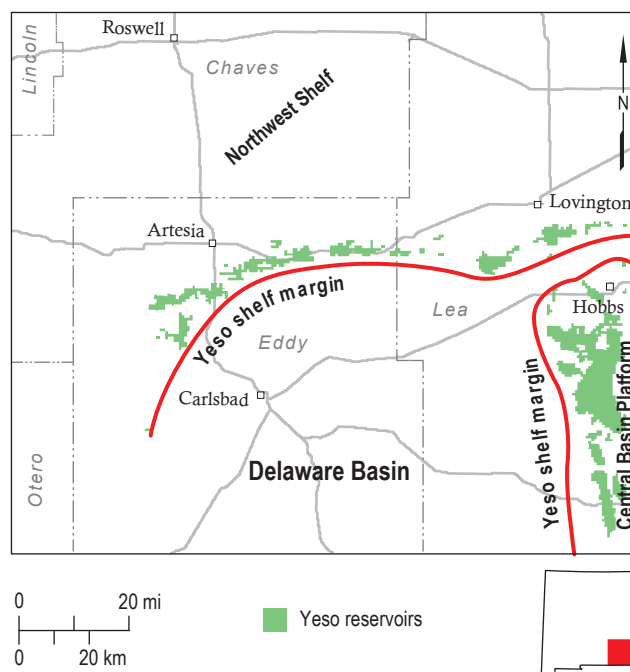 Roswell
Lincoln
Chaves
Northwest Shelf
N
Lovington
Artesia
Yeso shelf margin
Hobbs
Lea
Eddy
Carlsbad
Yeso shelf margin
Central Basin Platform
Delaware Basin
Otero
0 20 mi
0 20 km
Yeso reservoirs